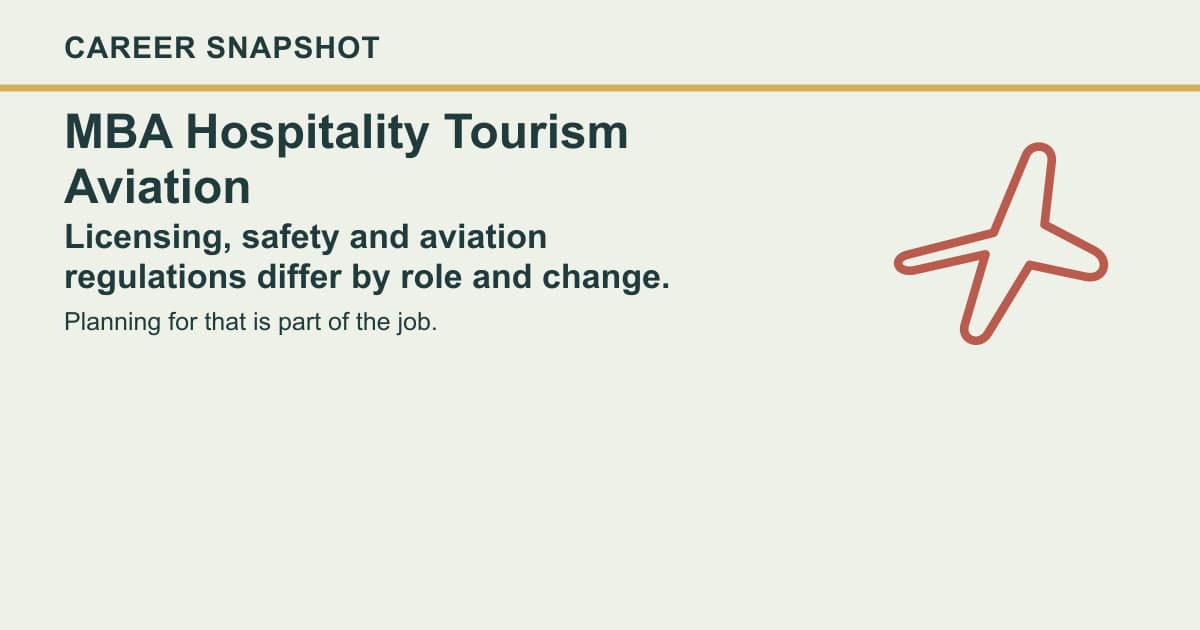 CAREER SNAPSHOT
MBA Hospitality Tourism
Aviation
Licensing, safety and aviation
regulations differ by role and change.
Planning for that is part of the job.